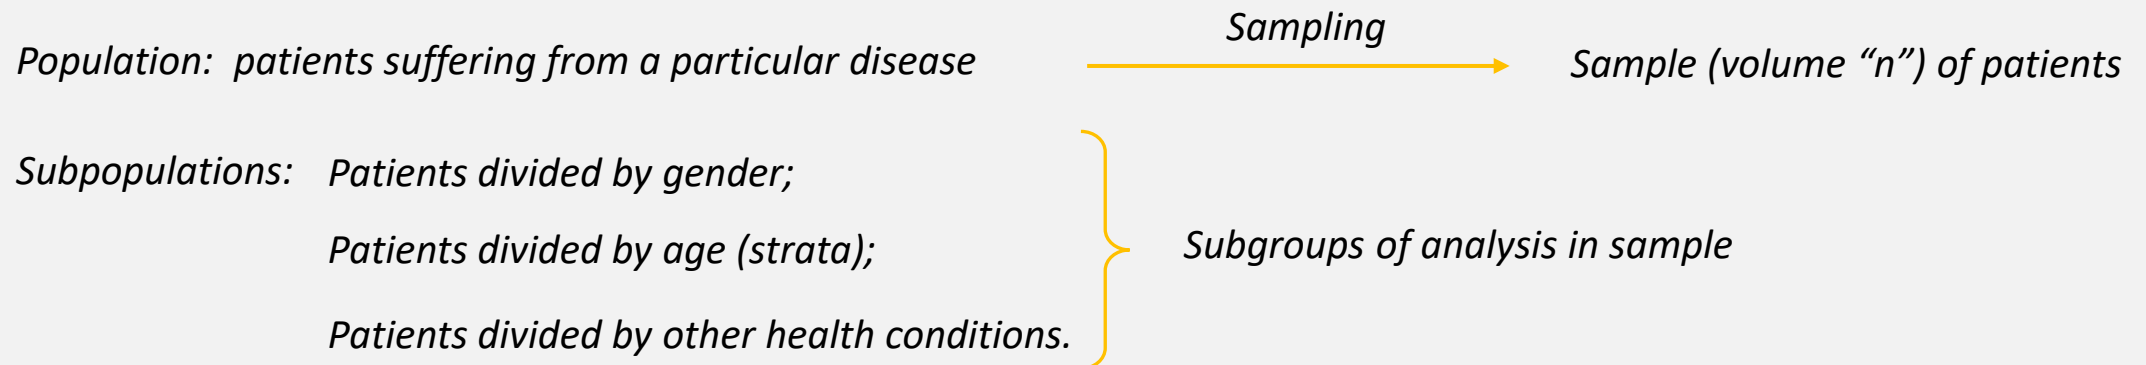 Sampling
Population: patients suffering from a particular disease
Sample (volume “n”) of patients
Subpopulations: Patients divided by gender;
Patients divided by age (strata);
Subgroups of analysis in sample
Patients divided by other health conditions.